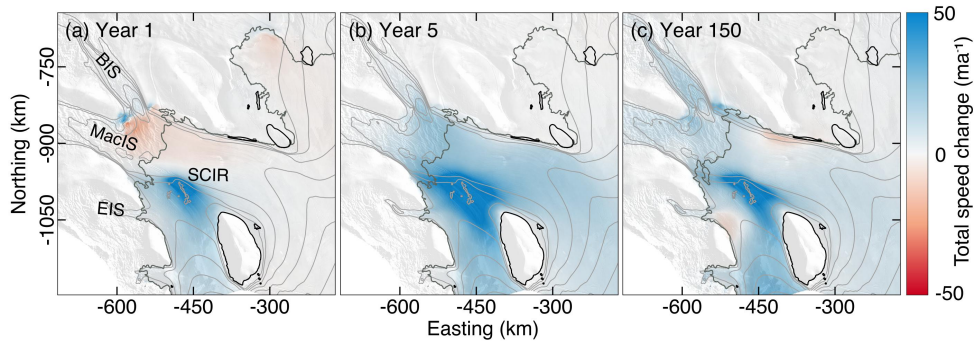 (a) Year 1
(b) Year 5
(c) Year 150
50
BIS
MacIS
SCIR
EIS
-750
-900
-1050
Northing (km)
0
-50
Total speed change (ma⁻¹)
-600
-450
-300
-600
-450
-300
-600
-450
-300
Easting (km)